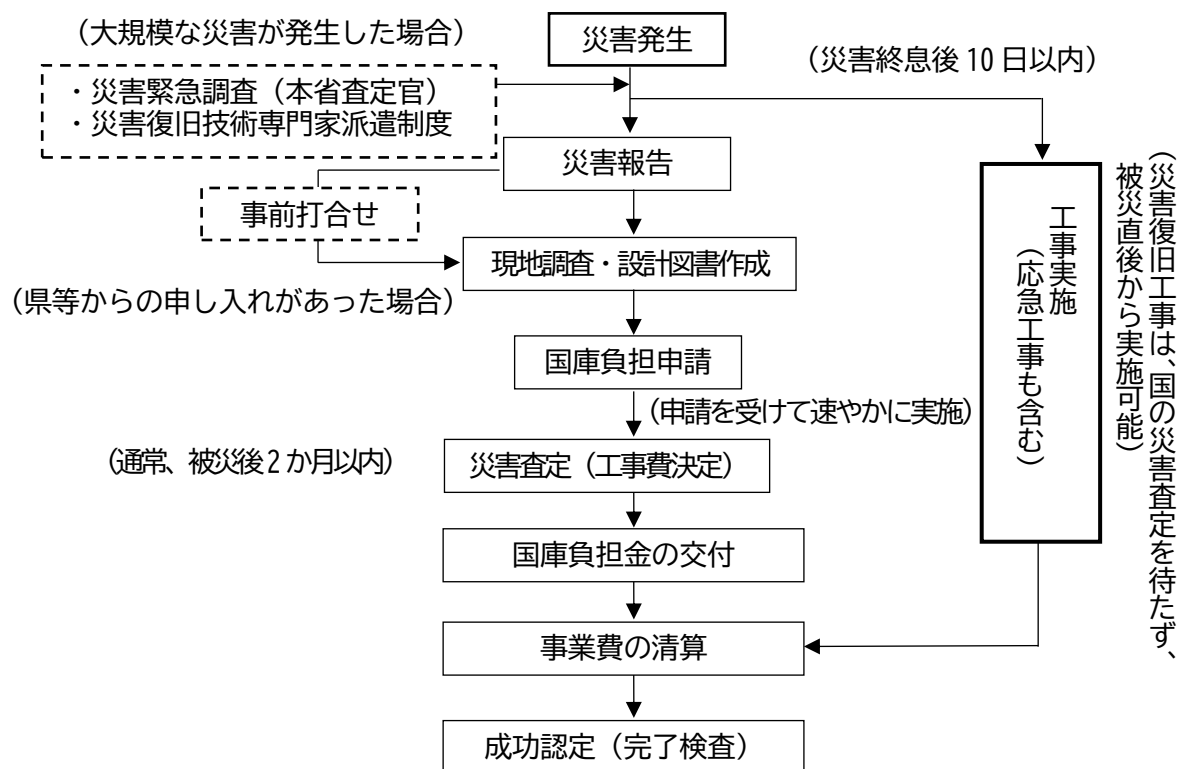 （大規模な災害が発生した場合）
災害発生
（災害終息後 10 日以内）
・災害緊急調査（本省査定官）
・災害復旧技術専門家派遣制度
災害報告
事前打合せ
現地調査・設計図書作成
（県等からの申し入れがあった場合）
国庫負担申請
（申請を受けて速やかに実施）
（通常、被災後２か月以内）
災害査定（工事費決定）
国庫負担金の交付
事業費の清算
成功認定（完了検査）
工事実施
（応急工事も含む）
（災害復旧工事は、国の災害査定を待たず、
被災直後から実施可能）